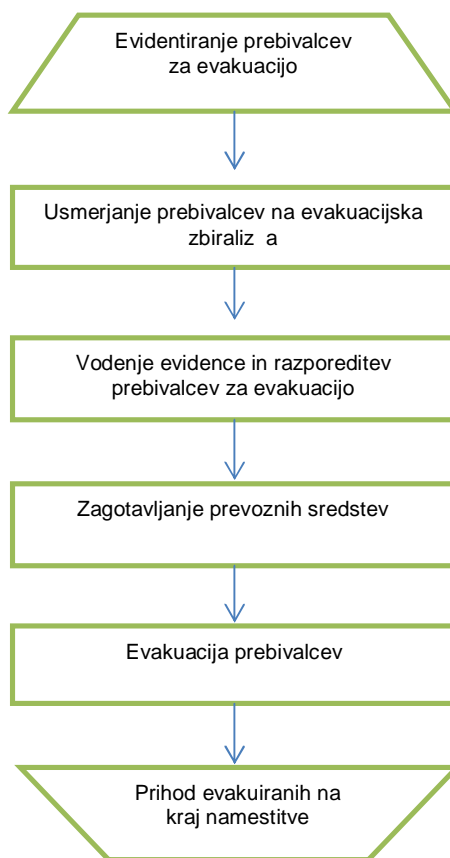 Evidentiranje prebivalcev
za evakuacijo
Usmerjanje prebivalcev na evakuacijska
zbiraliz a
Vodenje evidence in razporeditev
prebivalcev za evakuacijo
Zagotavljanje prevoznih sredstev
Evakuacija prebivalcev
Prihod evakuiranih na
kraj namestitve